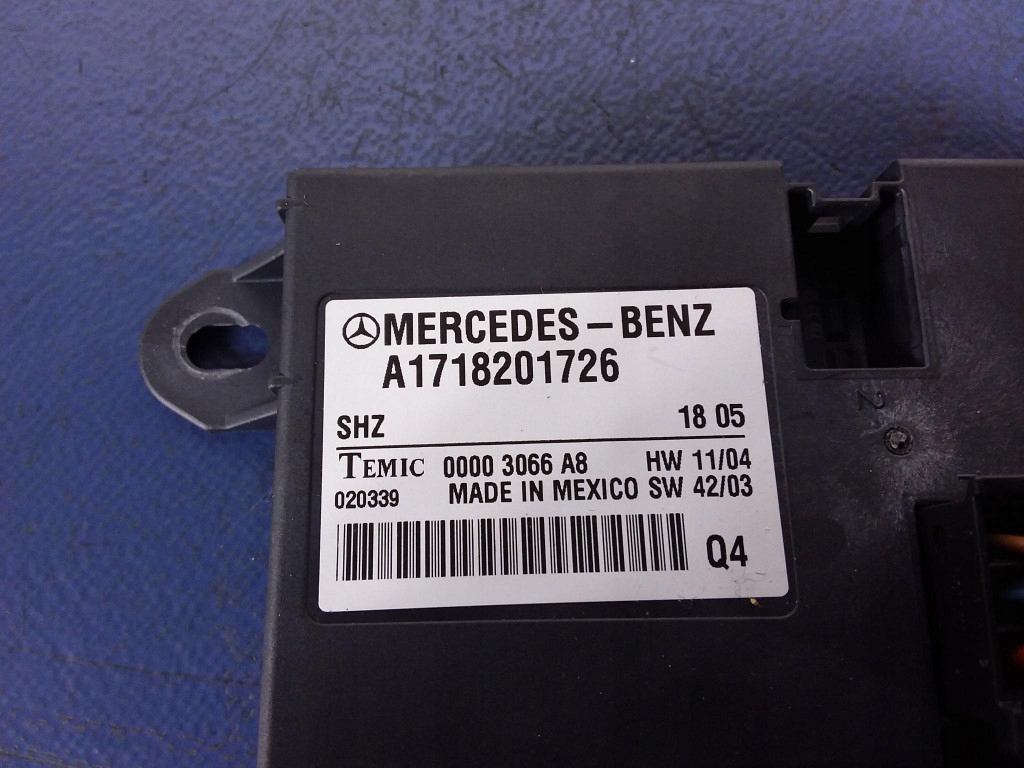 MERCEDES-BENZ
A1718201726
SHZ 18 05
TEMIC 0000 3066 A8 HW 11/04
020339 MADE IN MEXICO SW 42/03
Q4
2